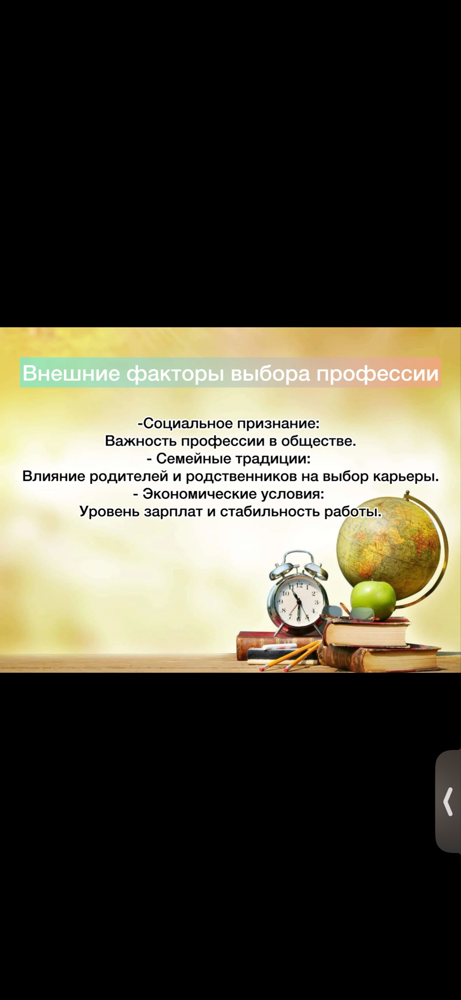 Внешние факторы выбора профессии
-Социальное признание:
Важность профессии в обществе.
- Семейные традиции:
Влияние родителей и родственников на выбор карьеры.
- Экономические условия:
Уровень зарплат и стабильность работы.